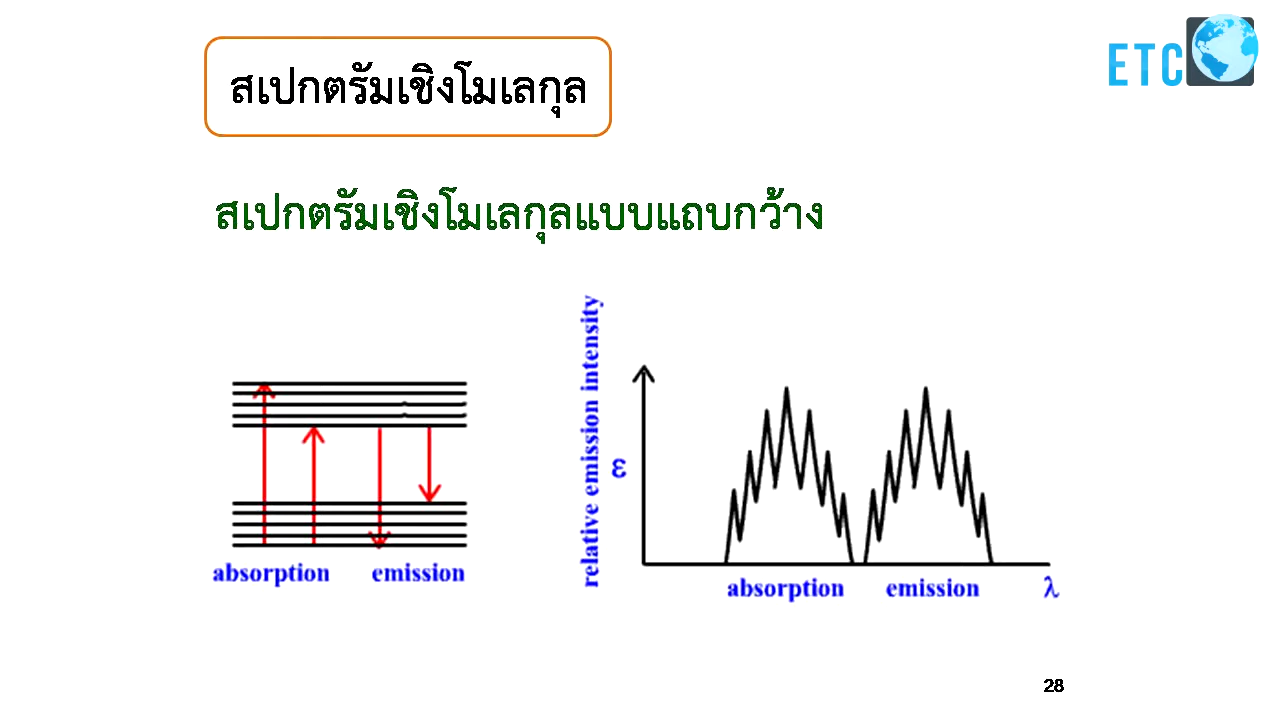 ETC
สเปกตรัมเชิงโมเลกุล
สเปกตรัมเชิงโมเลกุลแบบแถบกว้าง
absorption emission
relative emission intensity
ε
absorption emission λ
28